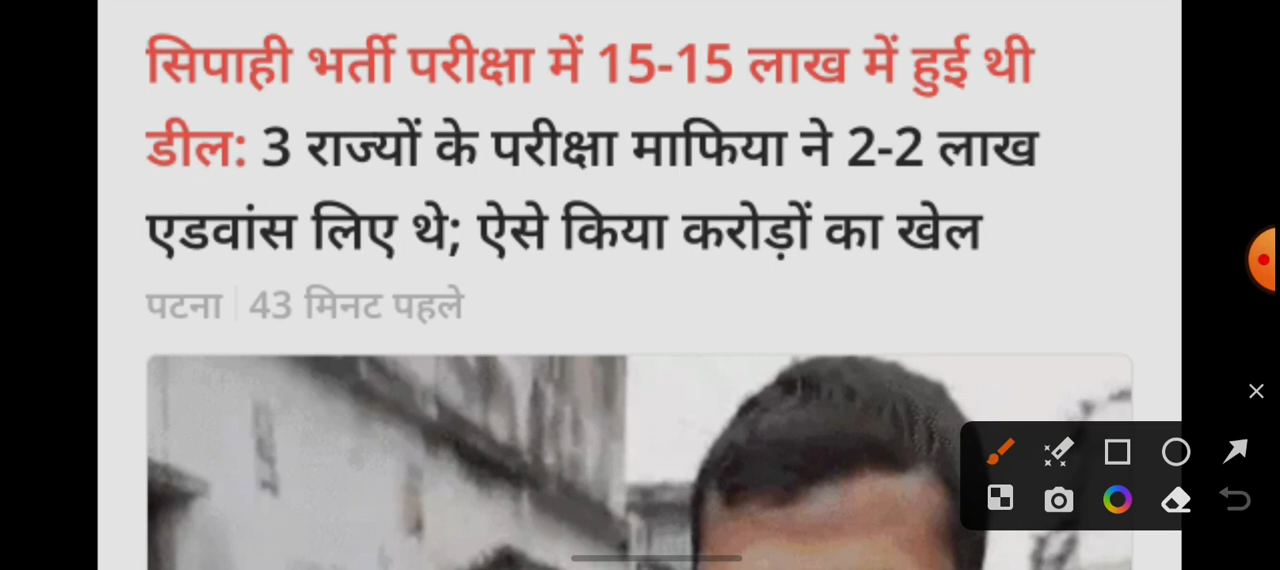 सिपाही भर्ती परीक्षा में 15-15 लाख में हुई थी
डील: 3 राज्यों के परीक्षा माफिया ने 2-2 लाख
एडवांस लिए थे; ऐसे किया करोड़ों का खेल
पटना | 43 मिनट पहले